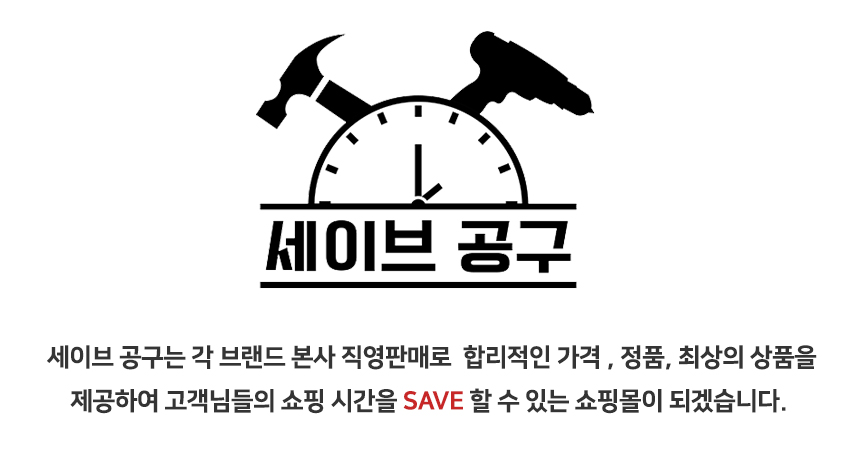 세이브 공구
세이브 공구는 각 브랜드 본사 직영판매로 합리적인 가격 , 정품, 최상의 상품을
제공하여 고객님들의 쇼핑 시간을 SAVE 할 수 있는 쇼핑몰이 되겠습니다.